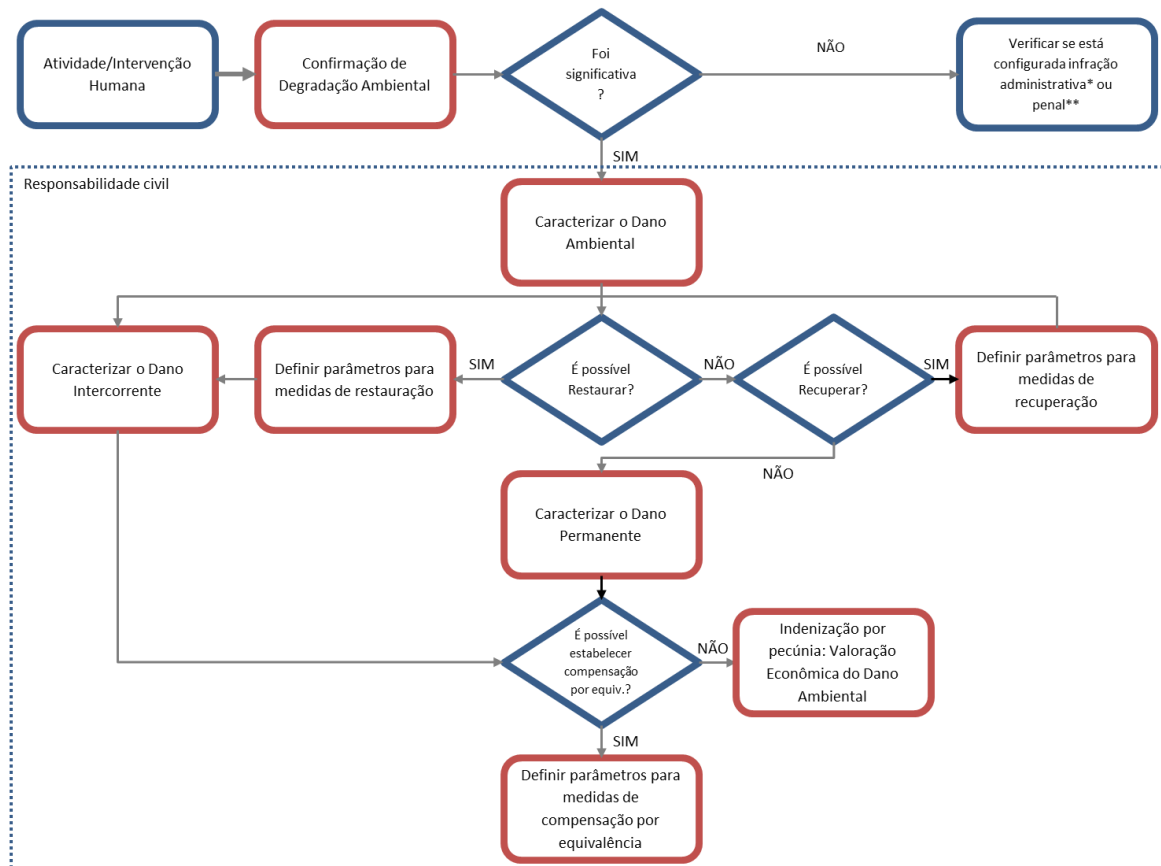 Atividade/Intervenção
Humana
Confirmação de
Degradação Ambiental
Foi
significativa
?
NÃO
Verificar se está
configurada infração
administrativa* ou
penal**
SIM
Responsabilidade civil
Caracterizar o Dano
Ambiental
Caracterizar o Dano
Intercorrente
Definir parâmetros para
medidas de restauração
SIM
É possível
Restaurar?
NÃO
É possível
Recuperar?
SIM
Definir parâmetros para
medidas de
recuperação
NÃO
Caracterizar o Dano
Permanente
É possível
estabelecer
compensação
por equiv.?
NÃO
Indenização por
pecúnia: Valoração
Econômica do Dano
Ambiental
SIM
Definir parâmetros para
medidas de
compensação por
equivalência